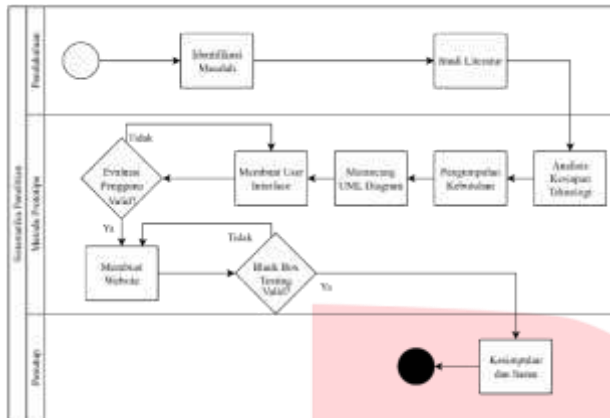 Sistematika Penelitian
Pendahuluan
Identifikasi
Masalah
Studi Literatur
Metode Prototipe
Tidak
Evaluasi
Pengguna
Valid?
Membuat User
Interface
Merancang
UML Diagram
Pengumpulan
Kebutuhan
Analisis
Kesiapan
Teknologi
Ya
Tidak
Membuat
Website
Black Box
Testing
Valid?
Ya
Penutup
Kesimpulan
dan Saran